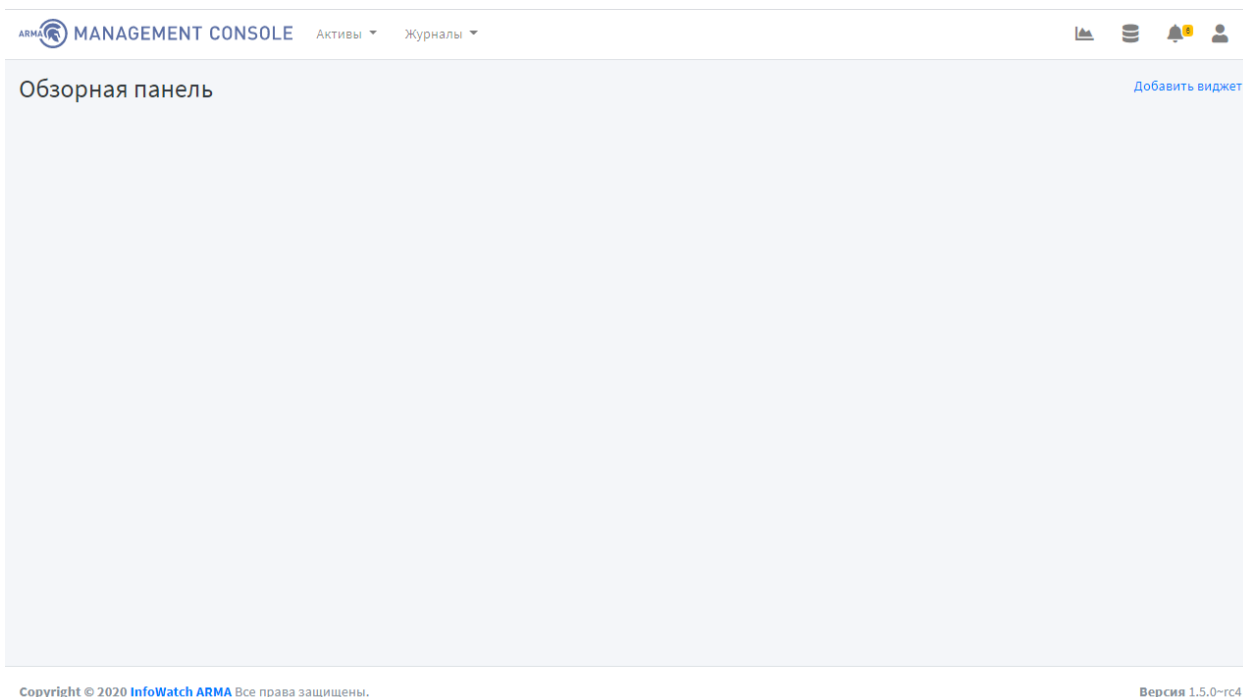 ARMA MANAGEMENT CONSOLE Активы Журналы
Обзорная панель Добавить виджет
Copyright © 2020 InfoWatch ARMA Все права защищены. Версия 1.5.0~rc4